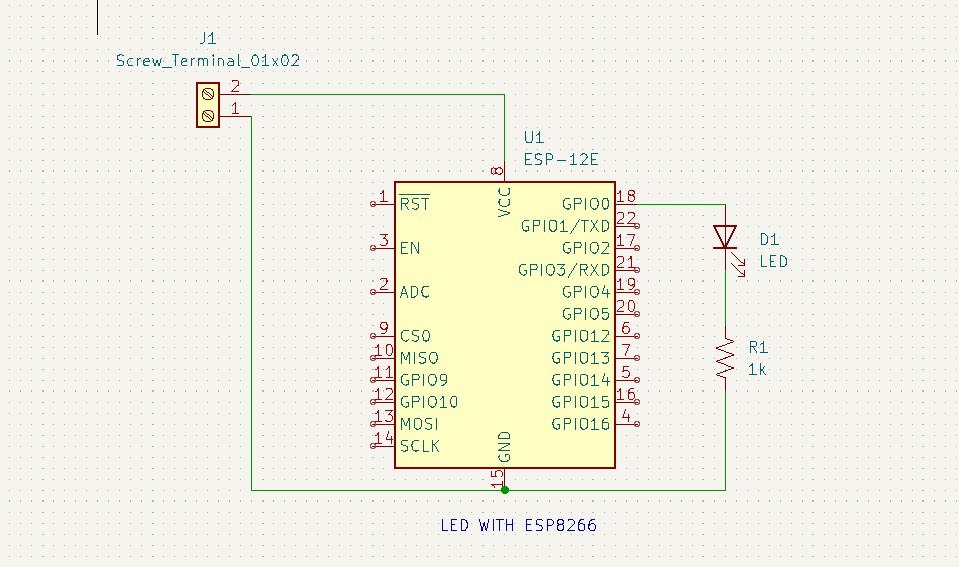 J1
Screw_Terminal_01x02
2
1
U1
ESP-12E
8
VCC
1 RST
3 EN
2 ADC
9 CS0
10 MISO
11 GPIO9
12 GPIO10
13 MOSI
14 SCLK
GPIO0 18
GPIO1/TXD 22
GPIO2 17
GPIO3/RXD 21
GPIO4 19
GPIO5 20
GPIO12 6
GPIO13 7
GPIO14 5
GPIO15 16
GPIO16 4
GND
15
D1
LED
R1
1k
LED WITH ESP8266